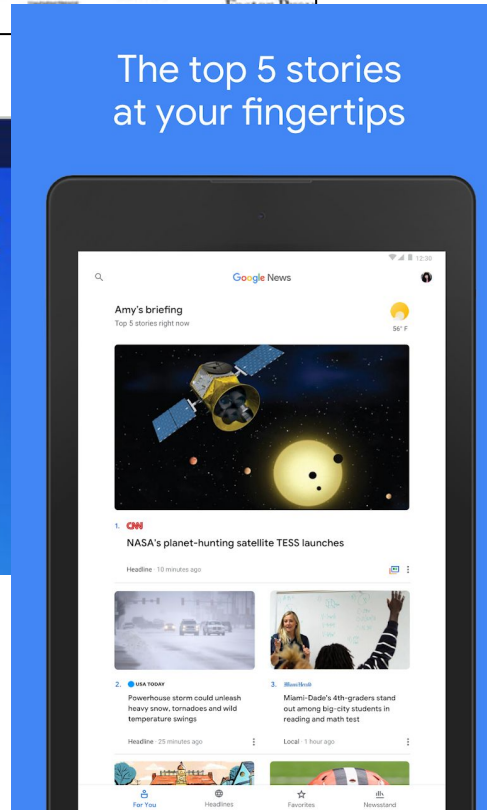 The top 5 stories
at your fingertips
12:30
Google News
Amy's briefing
Top 5 stories right now
56° F
1. CNN
NASA's planet-hunting satellite TESS launches
Headline · 10 minutes ago
2. USA TODAY
Powerhouse storm could unleash
heavy snow, tornadoes and wild
temperature swings
Headline · 25 minutes ago
3. Miami Herald
Miami-Dade's 4th-graders stand
out among big-city students in
reading and math test
Local · 1 hour ago
For You
Headlines
Favorites
Newsstand